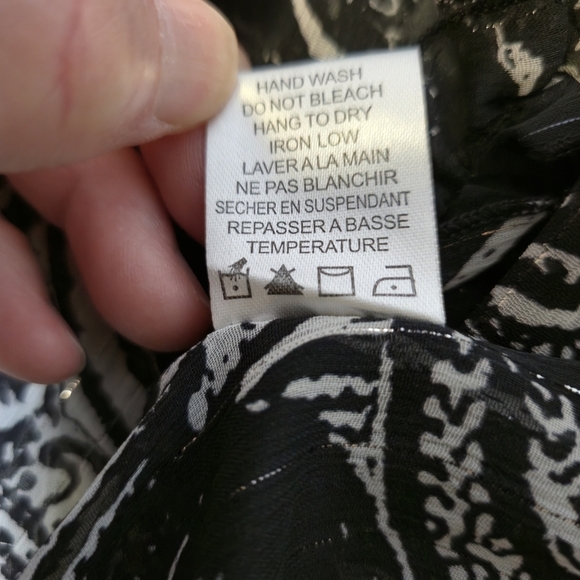 HAND WASH
DO NOT BLEACH
HANG TO DRY
IRON LOW
LAVER A LA MAIN
NE PAS BLANCHIR
SECHER EN SUSPENDANT
REPASSER A BASSE
TEMPERATURE